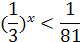 (1/3)^x < 1/81